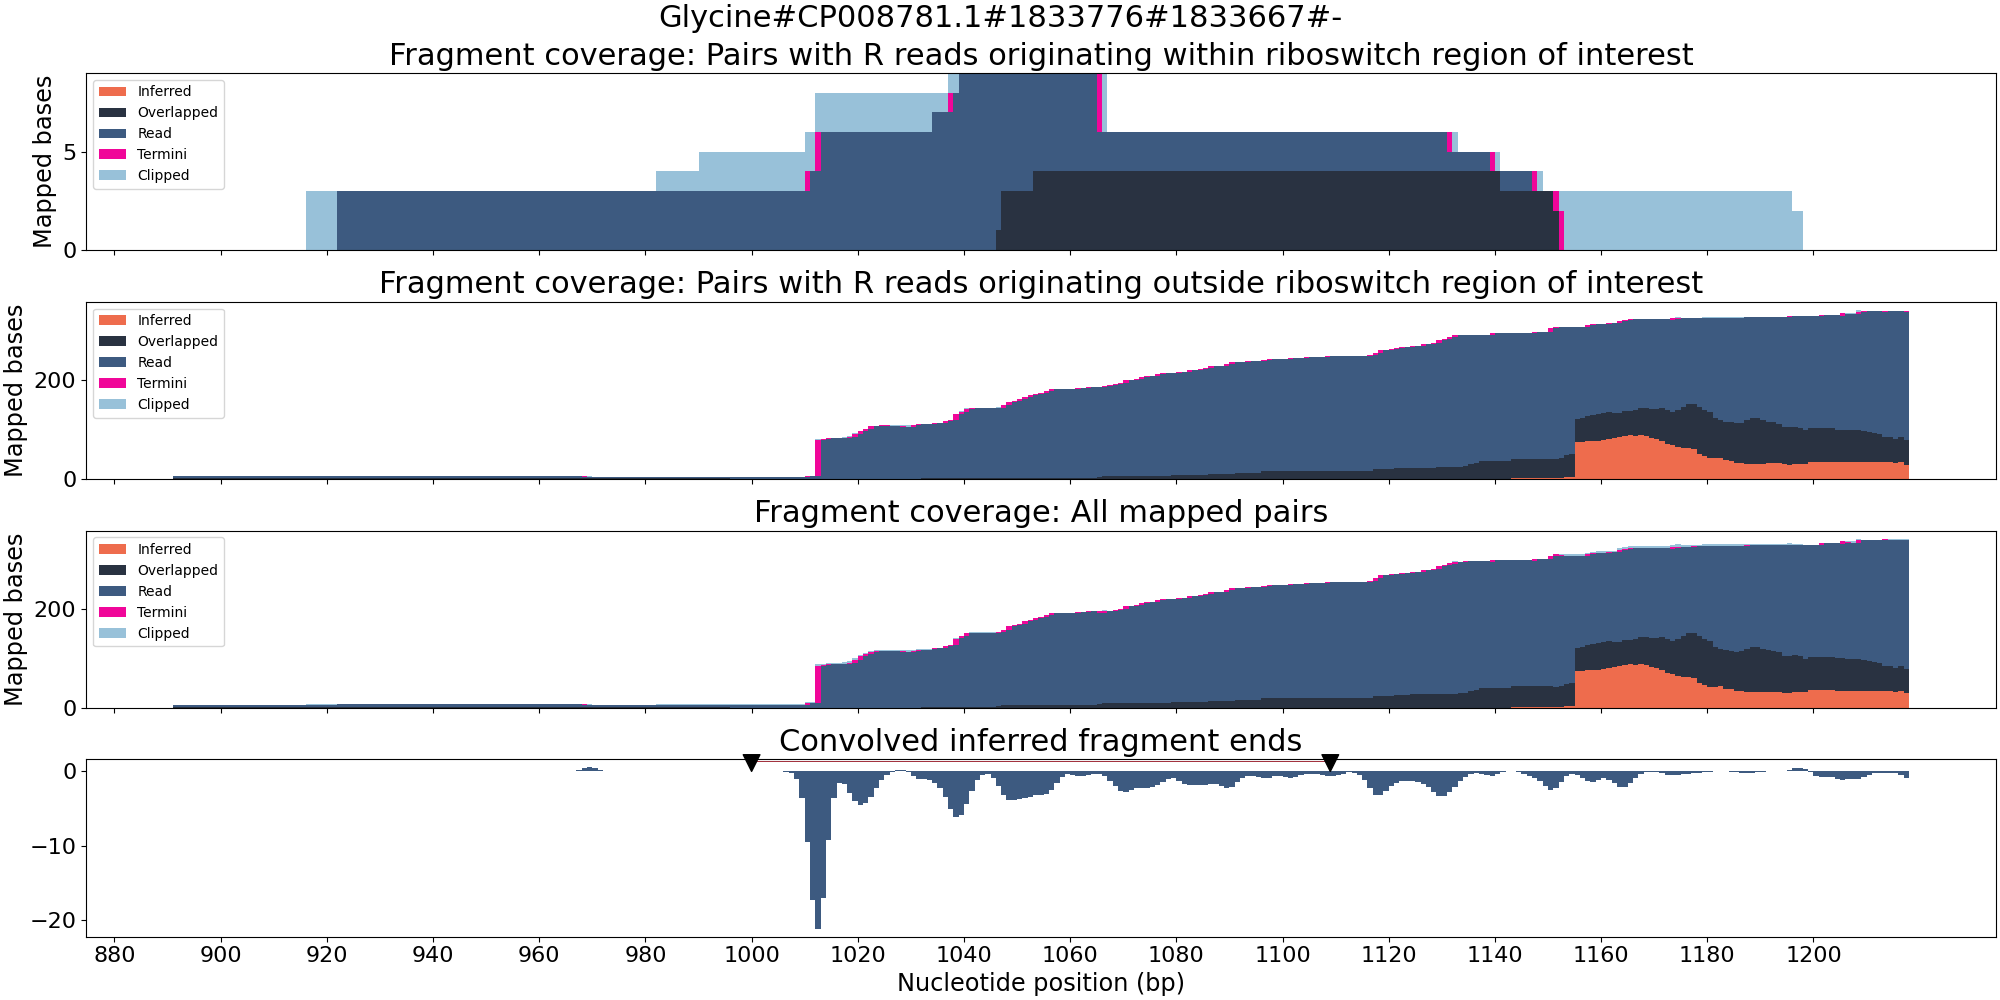 Glycine#CP008781.1#1833776#1833667#-
Fragment coverage: Pairs with R reads originating within riboswitch region of interest
Mapped bases
5
0
Inferred
Overlapped
Read
Termini
Clipped
Fragment coverage: Pairs with R reads originating outside riboswitch region of interest
Mapped bases
200
0
Inferred
Overlapped
Read
Termini
Clipped
Fragment coverage: All mapped pairs
Mapped bases
200
0
Inferred
Overlapped
Read
Termini
Clipped
Convolved inferred fragment ends
0
−10
−20
880 900 920 940 960 980 1000 1020 1040 1060 1080 1100 1120 1140 1160 1180 1200
Nucleotide position (bp)